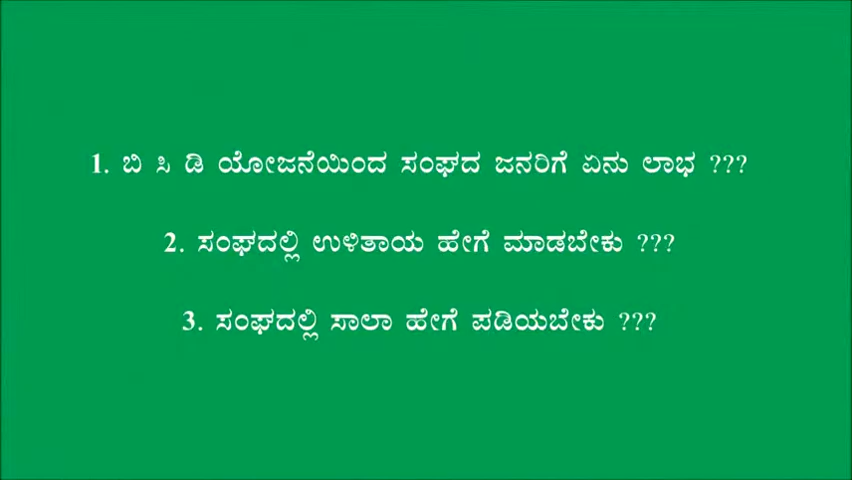 1. ಬಿ ಸಿ ಡಿ ಯೋಜನೆಯಿಂದ ಸಂಘದ ಜನರಿಗೆ ಏನು ಲಾಭ ???
2. ಸಂಘದಲ್ಲಿ ಉಳಿತಾಯ ಹೇಗೆ ಮಾಡಬೇಕು ???
3. ಸಂಘದಲ್ಲಿ ಸಾಲಾ ಹೇಗೆ ಪಡಿಯಬೇಕು ???